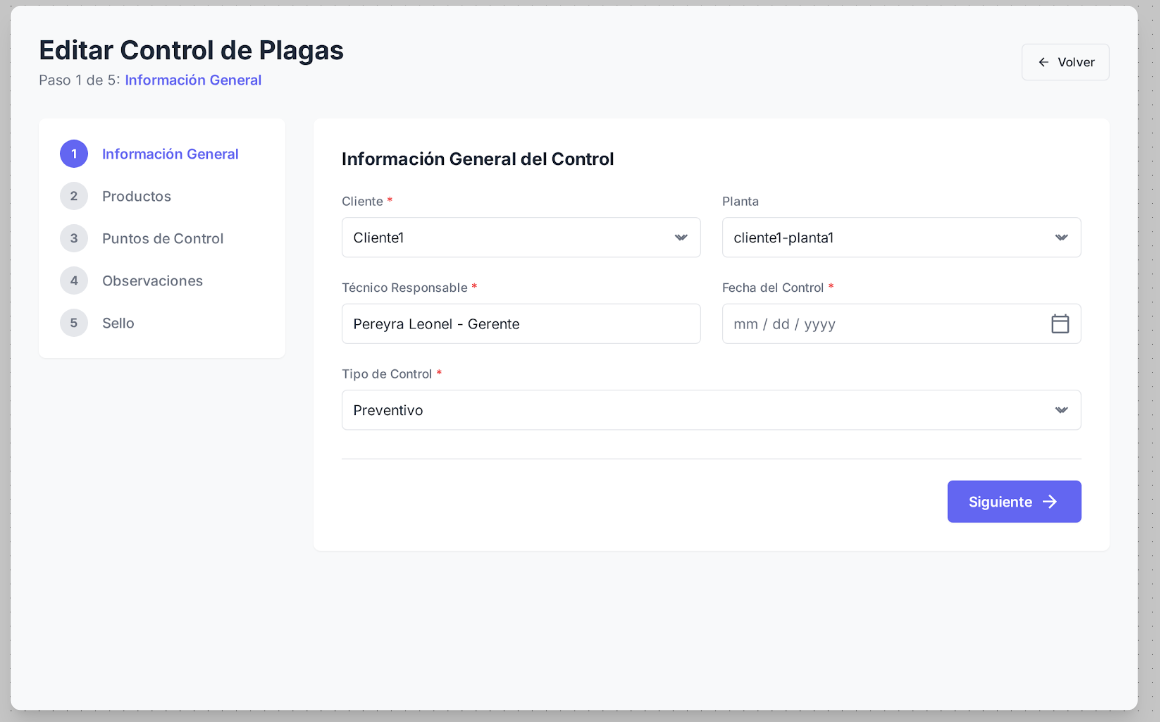 Editar Control de Plagas
Paso 1 de 5: Información General
Volver
1 Información General
2 Productos
3 Puntos de Control
4 Observaciones
5 Sello
Información General del Control
Cliente *
Planta
Cliente1
cliente1-planta1
Técnico Responsable *
Fecha del Control *
Pereyra Leonel - Gerente
mm / dd / yyyy
Tipo de Control *
Preventivo
Siguiente